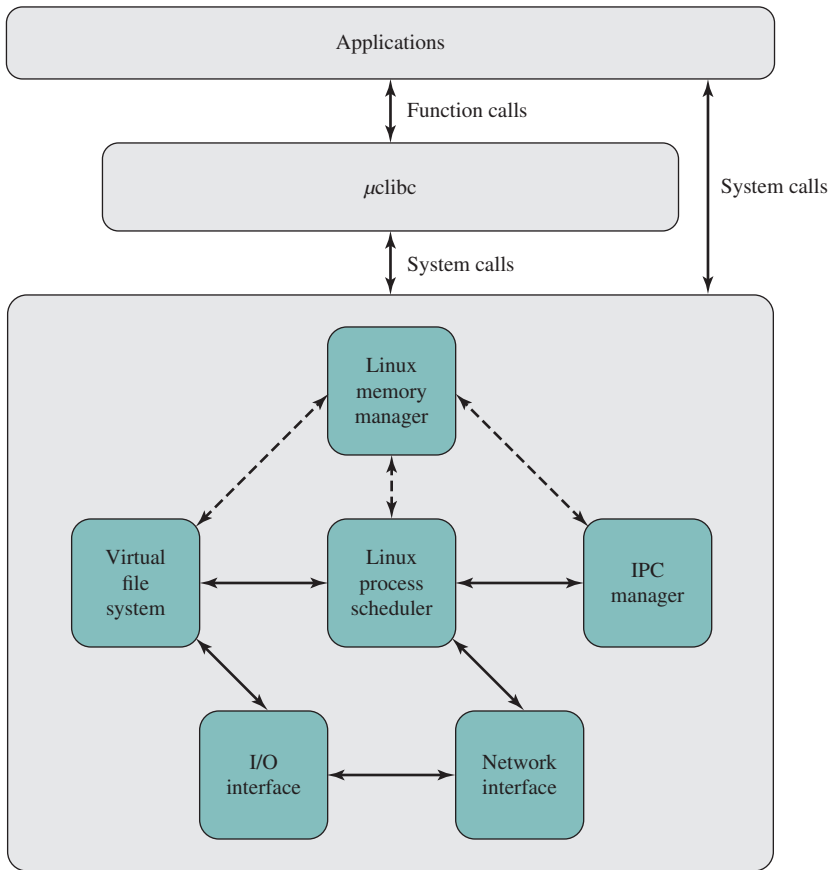 Applications
Function calls
μclibc
System calls
System calls
Linux
memory
manager
Virtual
file
system
Linux
process
scheduler
IPC
manager
I/O
interface
Network
interface